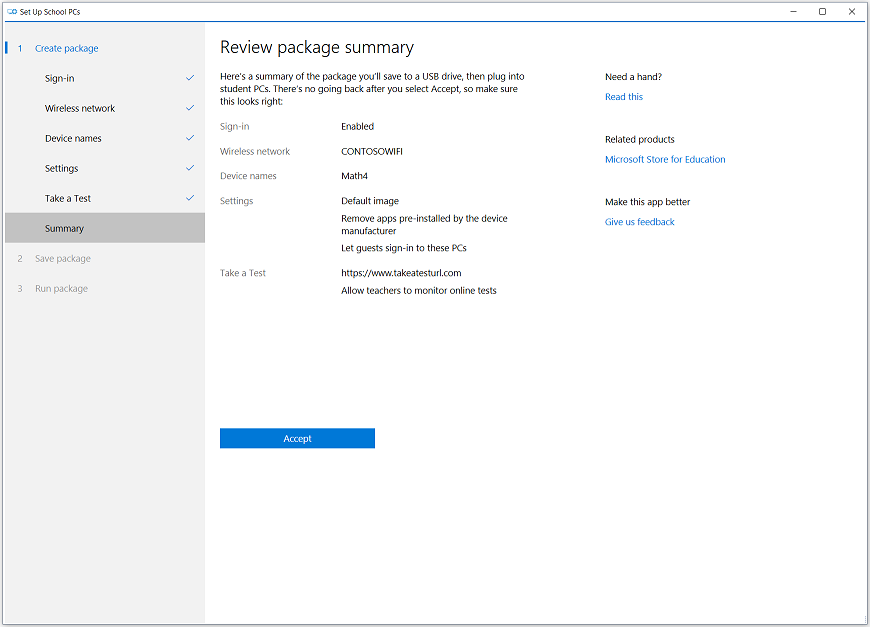 Set Up School PCs
1 Create package
Sign-in
Wireless network
Device names
Settings
Take a Test
Summary
2 Save package
3 Run package
Review package summary
Here's a summary of the package you'll save to a USB drive, then plug into
student PCs. There's no going back after you select Accept, so make sure
this looks right:
Sign-in Enabled
Wireless network CONTOSOWIFI
Device names Math4
Settings Default image
Remove apps pre-installed by the device
manufacturer
Let guests sign-in to these PCs
Take a Test https://www.takeatesturl.com
Allow teachers to monitor online tests
Accept
Need a hand?
Read this
Related products
Microsoft Store for Education
Make this app better
Give us feedback